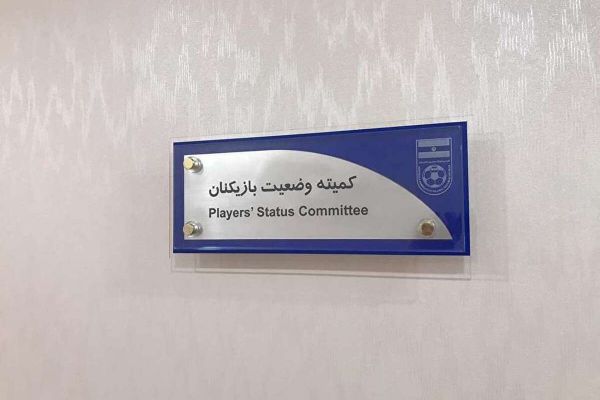 کمیته وضعیت بازیکنان
Players' Status Committee